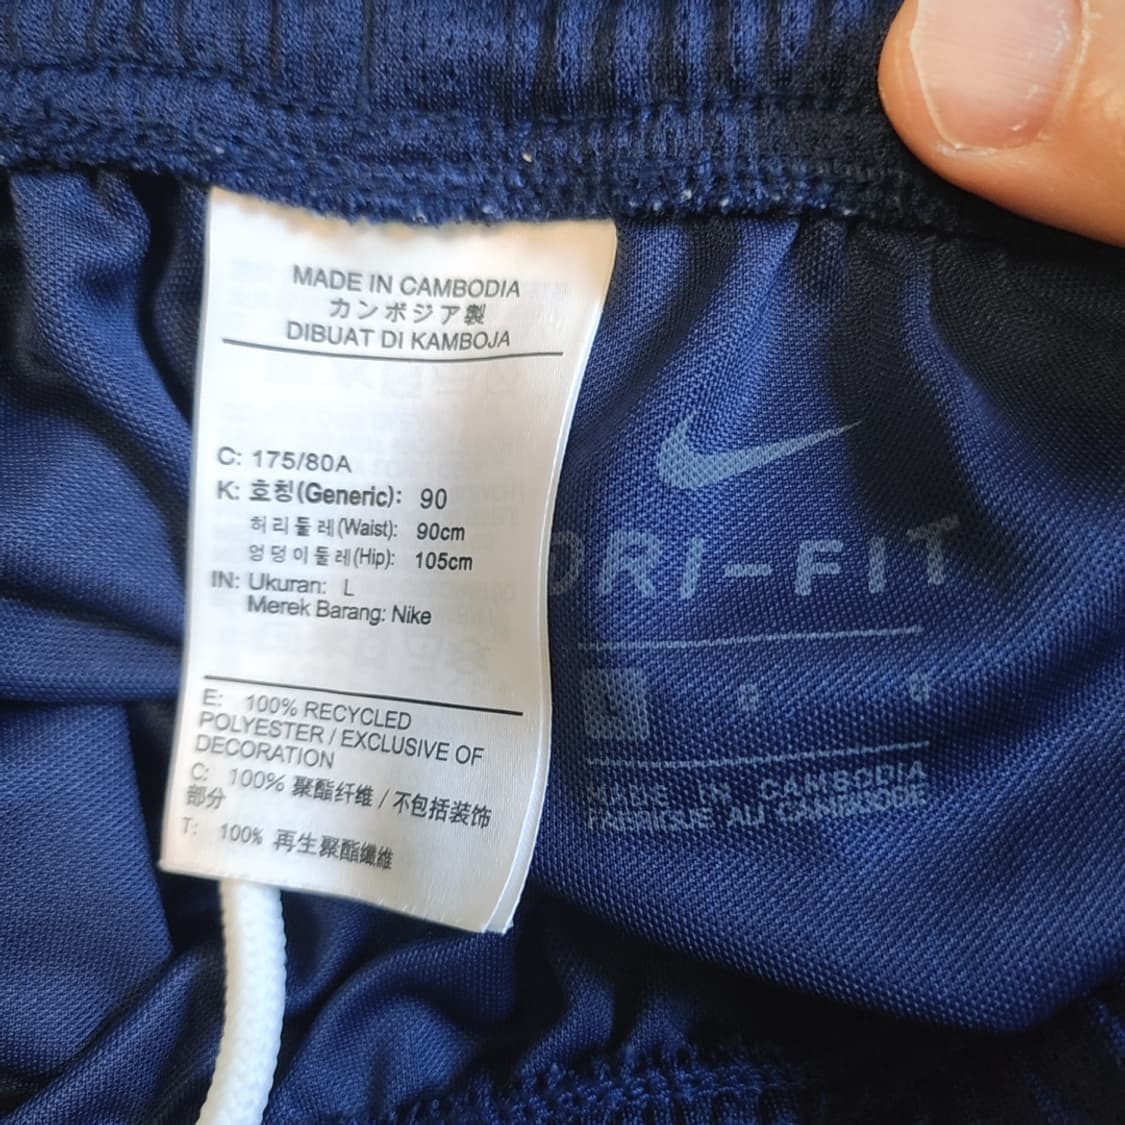 MADE IN CAMBODIA
カンボジア製
DIBUAT DI KAMBOJA
C: 175/80A
K: 호칭(Generic): 90
허리둘레(Waist): 90cm
엉덩이둘레(Hip): 105cm
IN: Ukuran: L
Merek Barang: Nike
E: 100% RECYCLED
POLYESTER / EXCLUSIVE OF
DECORATION
C: 100% 聚酯纤维 / 不包括装饰
部分
T: 100% 再生聚酯纖維
DRI-FIT
MADE IN CAMBODIA
FABRIQUÉ AU CAMBODGE